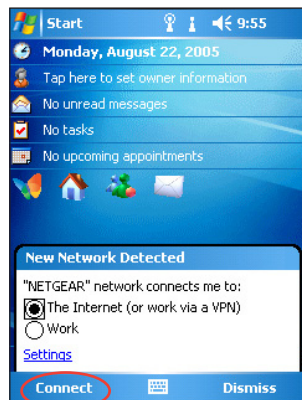 Start 9:55
Monday, August 22, 2005
Tap here to set owner information
No unread messages
No tasks
No upcoming appointments
New Network Detected
"NETGEAR" network connects me to:
The Internet (or work via a VPN)
Work
Settings
Connect Dismiss